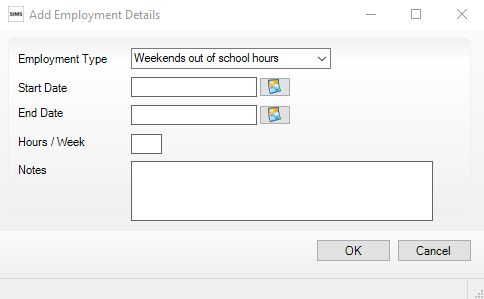 SIMS Add Employment Details
Employment Type Weekends out of school hours
Start Date
End Date
Hours / Week
Notes
OK Cancel